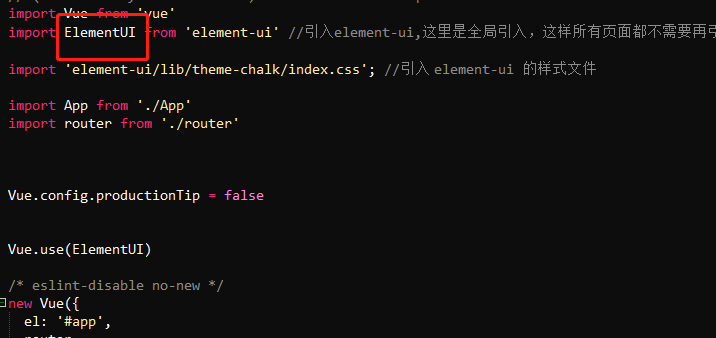 import Vue from 'vue'
import ElementUI from 'element-ui' //引入element-ui,这里是全局引入，这样所有页面都不需要再
import 'element-ui/lib/theme-chalk/index.css'; //引入 element-ui 的样式文件
import App from './App'
import router from './router'
Vue.config.productionTip = false
Vue.use(ElementUI)
/* eslint-disable no-new */
new Vue({
el: '#app',